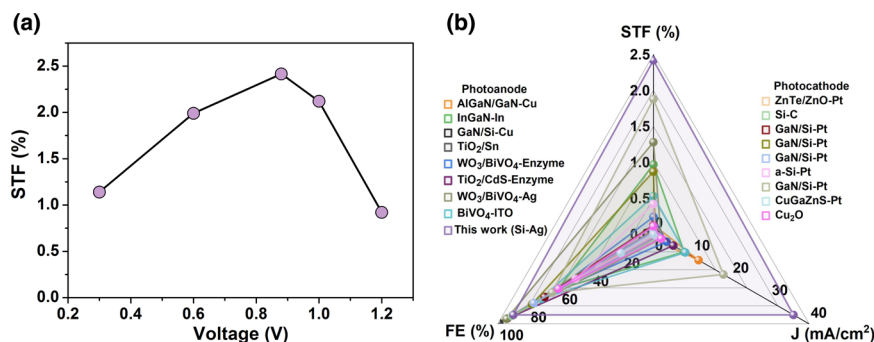 (a)
STF (%)
2.5
2.0
1.5
1.0
0.5
0.0
0.2 0.4 0.6 0.8 1.0 1.2
Voltage (V)
(b)
STF (%)
2.5
2.0
1.5
1.0
0.5
0
0
0
10
20
30
40
J (mA/cm²)
20
40
60
80
100
FE (%)
Photoanode
AlGaN/GaN-Cu
InGaN-In
GaN/Si-Cu
TiO₂/Sn
WO₃/BiVO₄-Enzyme
TiO₂/CdS-Enzyme
WO₃/BiVO₄-Ag
BiVO₄-ITO
This work (Si-Ag)
Photocathode
ZnTe/ZnO-Pt
Si-C
GaN/Si-Pt
GaN/Si-Pt
GaN/Si-Pt
a-Si-Pt
GaN/Si-Pt
CuGaZnS-Pt
Cu₂O